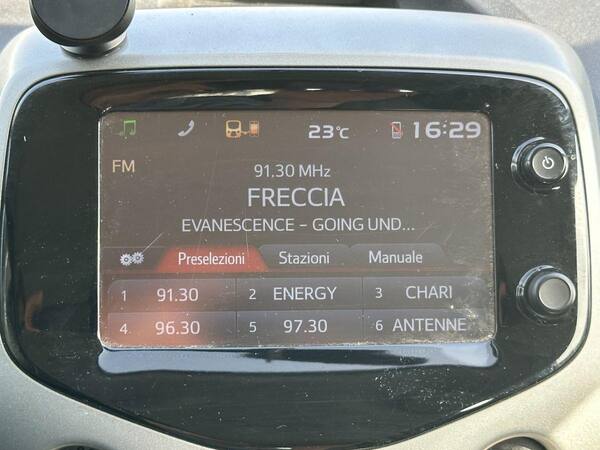 23°C 16:29
FM
91.30 MHz
FRECCIA
EVANESCENCE - GOING UND...
Preselezioni Stazioni Manuale
1 91.30 2 ENERGY 3 CHARI
4 96.30 5 97.30 6 ANTENNE